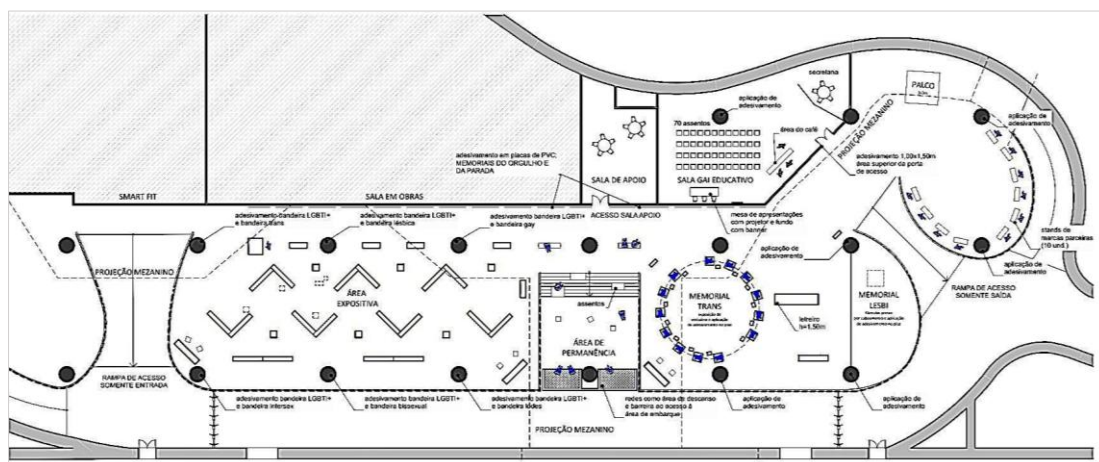 secretaria
PALCO
aplicação de
adesivamento
PROJEÇÃO MEZANINO
aplicação de
adesivamento
70 assentos
área do café
adesivamento em placas de PVC;
MEMORIAIS DO ORGULHO E
DA PARADA
adesivamento 1,00x1,50m
área superior da porta
de acesso
SMART FIT
SALA EM OBRAS
SALA DE APOIO
SALA GAI EDUCATIVO
adesivamento bandeira LGBTI+
e bandeira trans
adesivamento bandeira LGBTI+
e bandeira lésbica
adesivamento bandeira LGBTI+
e bandeira gay
ACESSO SALA APOIO
mesa de apresentações
com projetor e fundo
com banner
stands de
marcas parceiras
(10 und.)
aplicação de
adesivamento
aplicação de
adesivamento
PROJEÇÃO MEZANINO
RAMPA DE ACESSO
SOMENTE SAÍDA
ÁREA
EXPOSITIVA
assentos
MEMORIAL
TRANS
letreiro
h=1.50m
MEMORIAL
LESBI
ÁREA DE
PERMANÊNCIA
RAMPA DE ACESSO
SOMENTE ENTRADA
adesivamento bandeira LGBTI+
e bandeira intersex
adesivamento bandeira LGBTI+
e bandeira bissexual
adesivamento bandeira LGBTI+
e bandeira todes
redes como área de descanso
e barreira ao acesso à
área de embarque
aplicação de
adesivamento
aplicação de
adesivamento
PROJEÇÃO MEZANINO